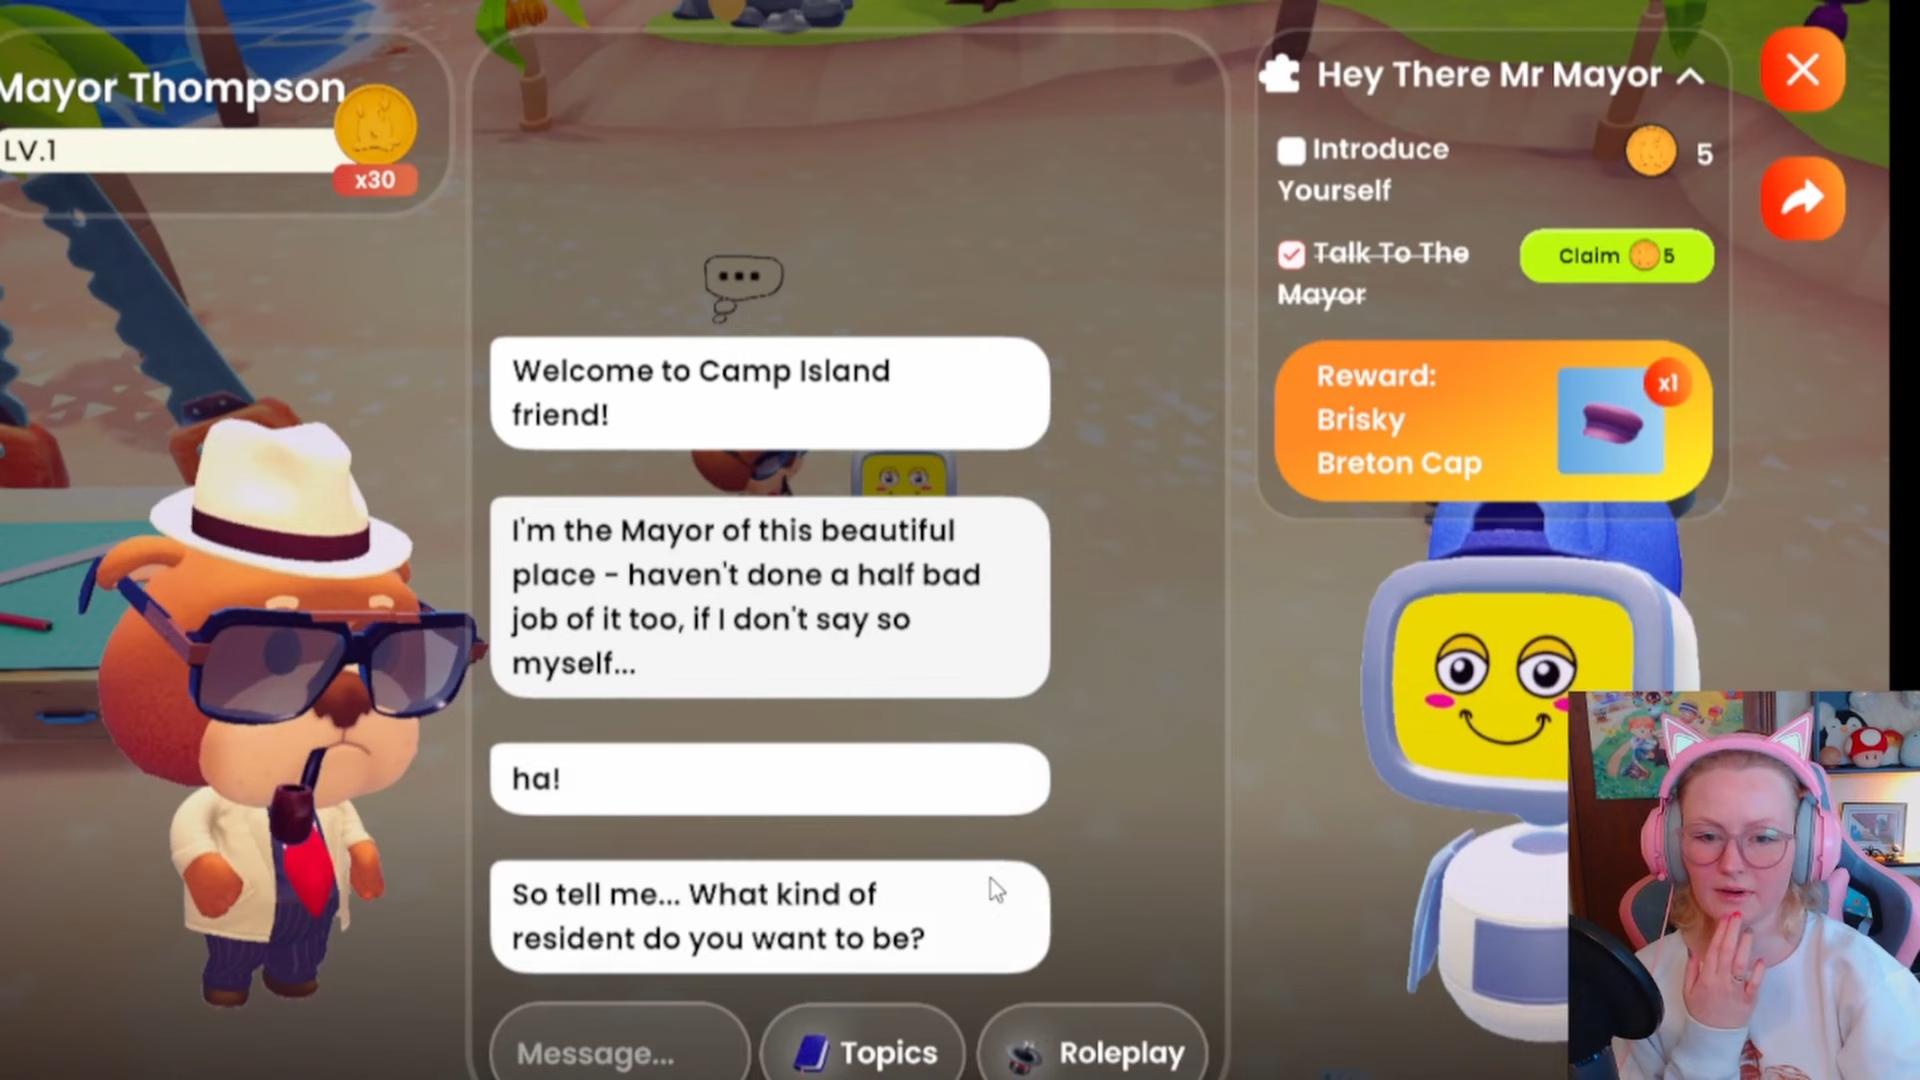 Mayor Thompson
LV.1
x30
Welcome to Camp Island
friend!
I'm the Mayor of this beautiful
place - haven't done a half bad
job of it too, if I don't say so
myself...
ha!
So tell me... What kind of
resident do you want to be?
Message...
Topics
Roleplay
Hey There Mr Mayor
Introduce
Yourself
5
Talk To The
Mayor
Claim 5
Reward:
Brisky
Breton Cap
x1